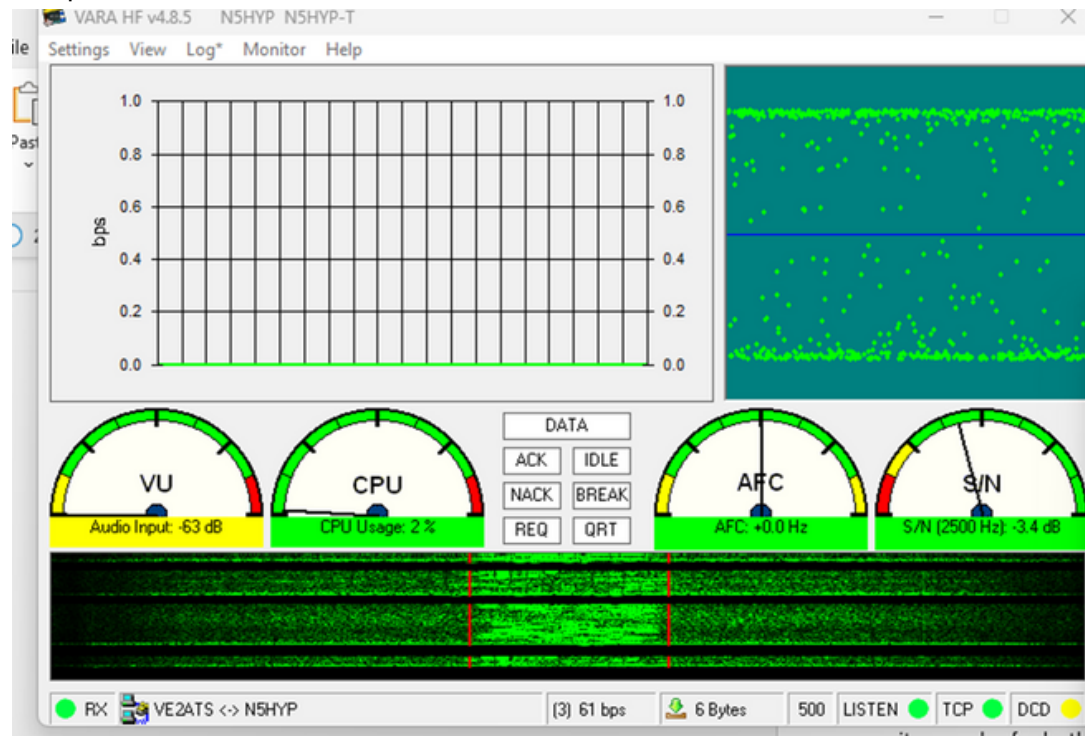 VARA HF v4.8.5 N5HYP N5HYP-T
ile Settings View Log* Monitor Help
Past
1.0 1.0
0.8 0.8
0.6 0.6
bps
0.4 0.4
0.2 0.2
0.0 0.0
VU CPU DATA AFC S/N
ACK IDLE
NACK BREAK
REQ QRT
Audio Input: -63 dB CPU Usage: 2 % AFC: +0.0 Hz S/N (2500 Hz): -3.4 dB
RX VE2ATS <-> N5HYP (3) 61 bps 6 Bytes 500 LISTEN TCP DCD